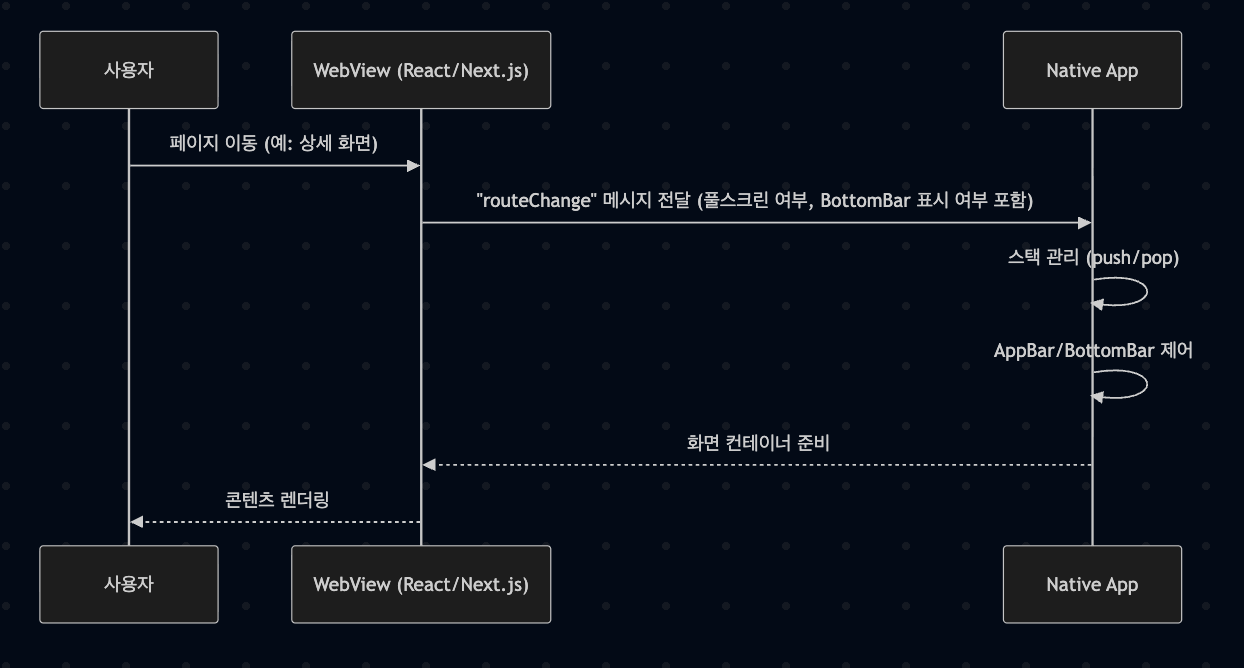 사용자
WebView (React/Next.js)
Native App
페이지 이동 (예: 상세 화면)
"routeChange" 메시지 전달 (풀스크린 여부, BottomBar 표시 여부 포함)
스택 관리 (push/pop)
AppBar/BottomBar 제어
화면 컨테이너 준비
콘텐츠 렌더링
사용자
WebView (React/Next.js)
Native App